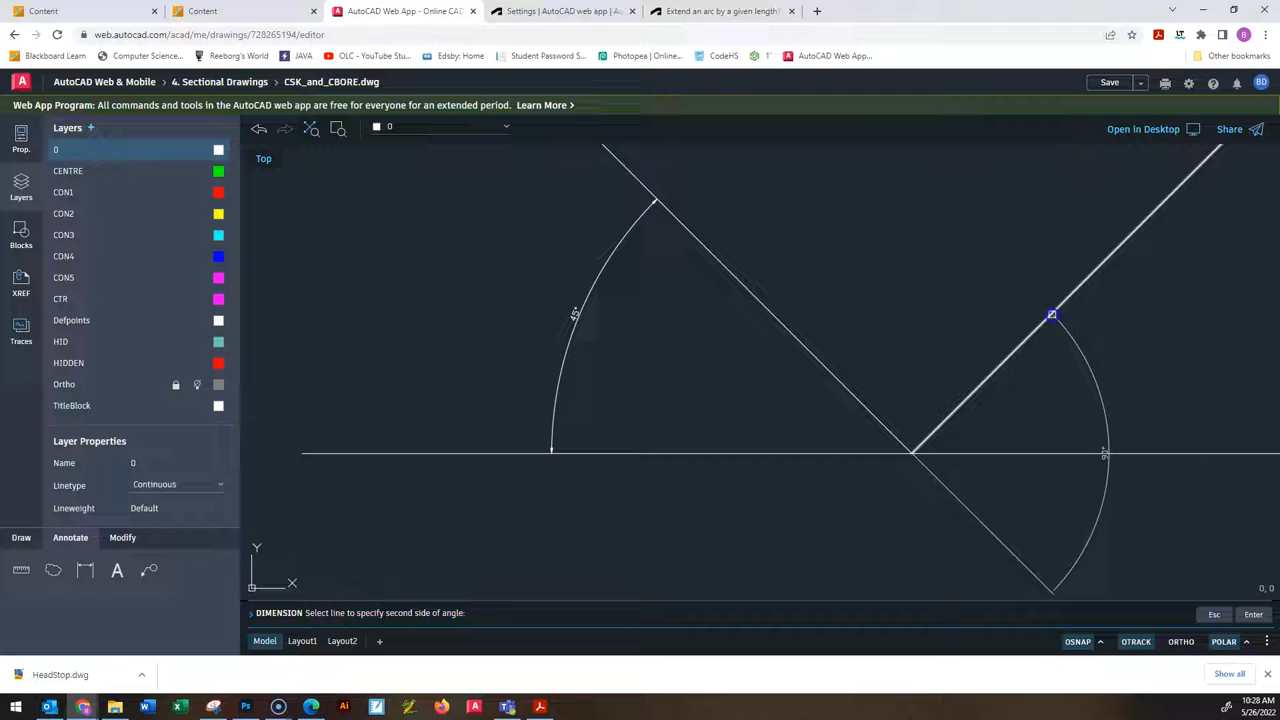 Content
Content
AutoCAD Web App - Online CAD
Settings | AutoCAD web app | Au
Extend an arc by a given length|
web.autocad.com/acad/me/drawings/728265194/editor
Blackboard Learn
Computer Science...
Reeborg's World
JAVA
OLC - YouTube Stu...
Edsby: Home
Student Password S...
Photopea | Online...
CodeHS
AutoCAD Web App...
Other bookmarks
AutoCAD Web & Mobile > 4. Sectional Drawings > CSK_and_CBORE.dwg
Save
BD
Web App Program: All commands and tools in the AutoCAD web app are free for everyone for an extended period. Learn More >
Prop.
Layers +
0
Open in Desktop
Share
0
Top
CENTRE
Layers
CON1
CON2
CON3
Blocks
CON4
CON5
XREF
CTR
Defpoints
45°
Traces
HID
HIDDEN
Ortho
TitleBlock
Layer Properties
Name 0
Linetype Continuous
Lineweight Default
Draw Annotate Modify
A
Y
X
0, 0
DIMENSION Select line to specify second side of angle:
Esc Enter
Model Layout1 Layout2 +
OSNAP OTRACK ORTHO POLAR
HeadStop.dwg
Show all
10:28 AM
5/26/2022